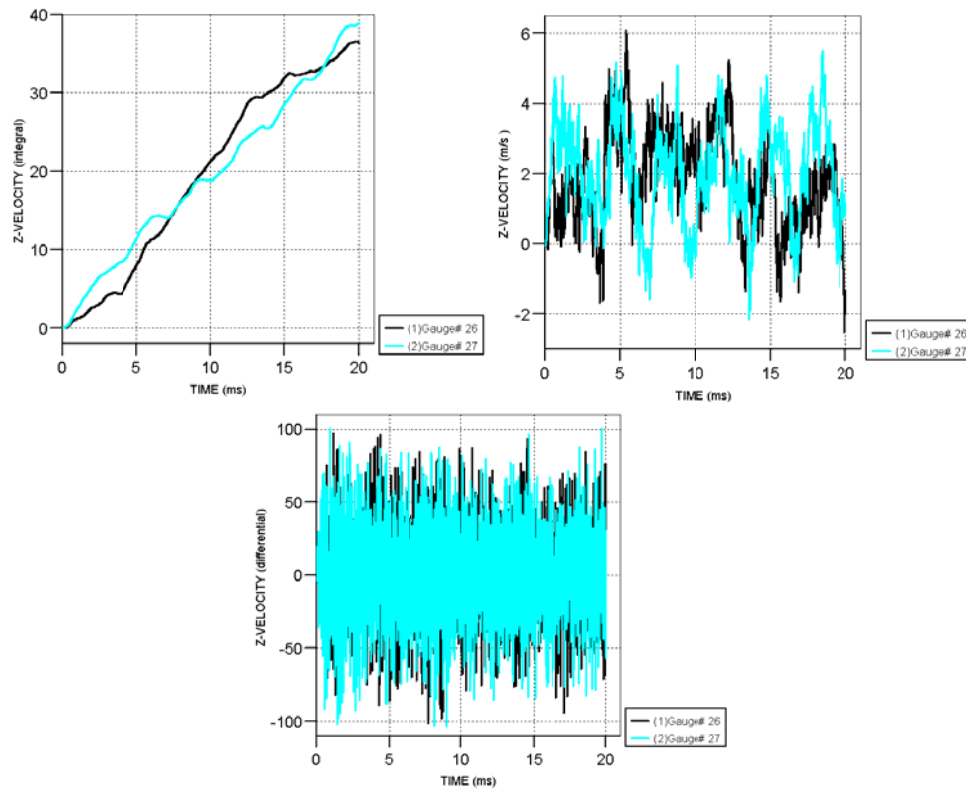 40
30
20
10
0
Z-VELOCITY (integral)
0 5 10 15 20
TIME (ms)
(1)Gauge# 26
(2)Gauge# 27
6
4
2
0
-2
Z-VELOCITY (m/s)
0 5 10 15 20
TIME (ms)
(1)Gauge# 26
(2)Gauge# 27
100
50
0
-50
-100
Z-VELOCITY (differential)
0 5 10 15 20
TIME (ms)
(1)Gauge# 26
(2)Gauge# 27